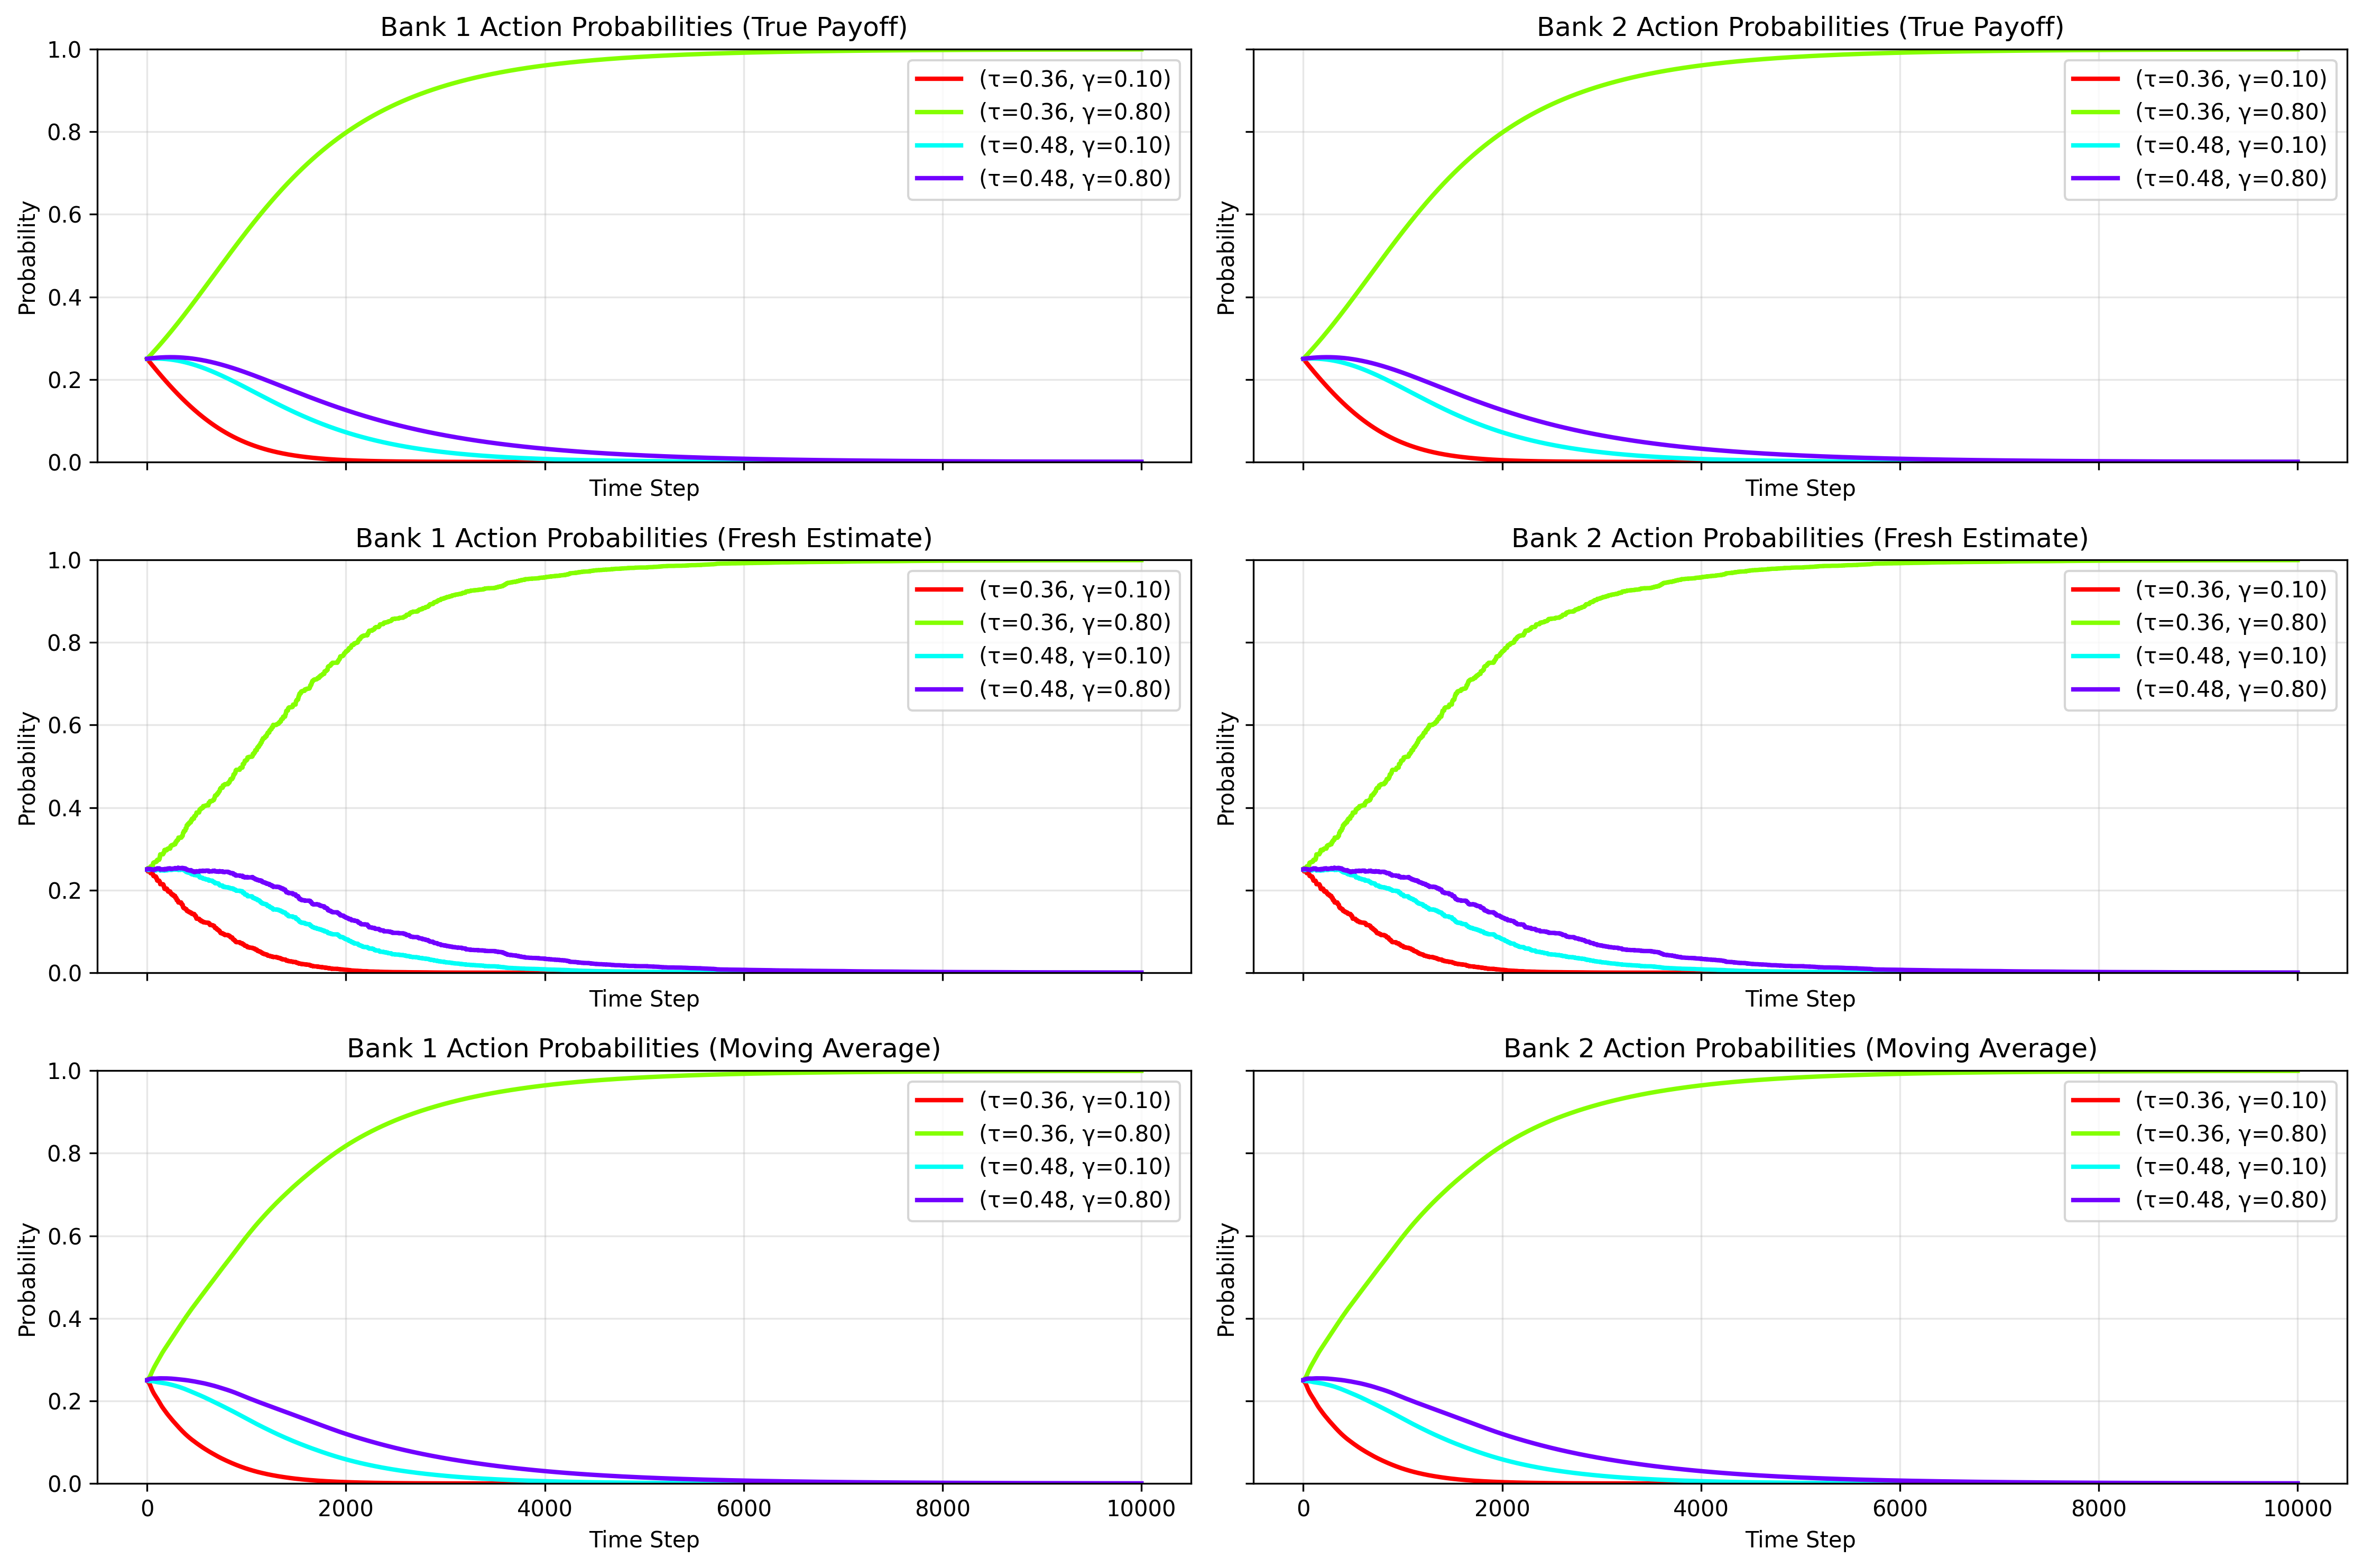 Bank 1 Action Probabilities (True Payoff)
1.0
0.8
0.6
0.4
0.2
0.0
Probability
Time Step
(τ=0.36, γ=0.10)
(τ=0.36, γ=0.80)
(τ=0.48, γ=0.10)
(τ=0.48, γ=0.80)
Bank 2 Action Probabilities (True Payoff)
Probability
Time Step
(τ=0.36, γ=0.10)
(τ=0.36, γ=0.80)
(τ=0.48, γ=0.10)
(τ=0.48, γ=0.80)
Bank 1 Action Probabilities (Fresh Estimate)
1.0
0.8
0.6
0.4
0.2
0.0
Probability
Time Step
(τ=0.36, γ=0.10)
(τ=0.36, γ=0.80)
(τ=0.48, γ=0.10)
(τ=0.48, γ=0.80)
Bank 2 Action Probabilities (Fresh Estimate)
Probability
Time Step
(τ=0.36, γ=0.10)
(τ=0.36, γ=0.80)
(τ=0.48, γ=0.10)
(τ=0.48, γ=0.80)
Bank 1 Action Probabilities (Moving Average)
1.0
0.8
0.6
0.4
0.2
0.0
Probability
(τ=0.36, γ=0.10)
(τ=0.36, γ=0.80)
(τ=0.48, γ=0.10)
(τ=0.48, γ=0.80)
0 2000 4000 6000 8000 10000
Time Step
Bank 2 Action Probabilities (Moving Average)
Probability
(τ=0.36, γ=0.10)
(τ=0.36, γ=0.80)
(τ=0.48, γ=0.10)
(τ=0.48, γ=0.80)
0 2000 4000 6000 8000 10000
Time Step